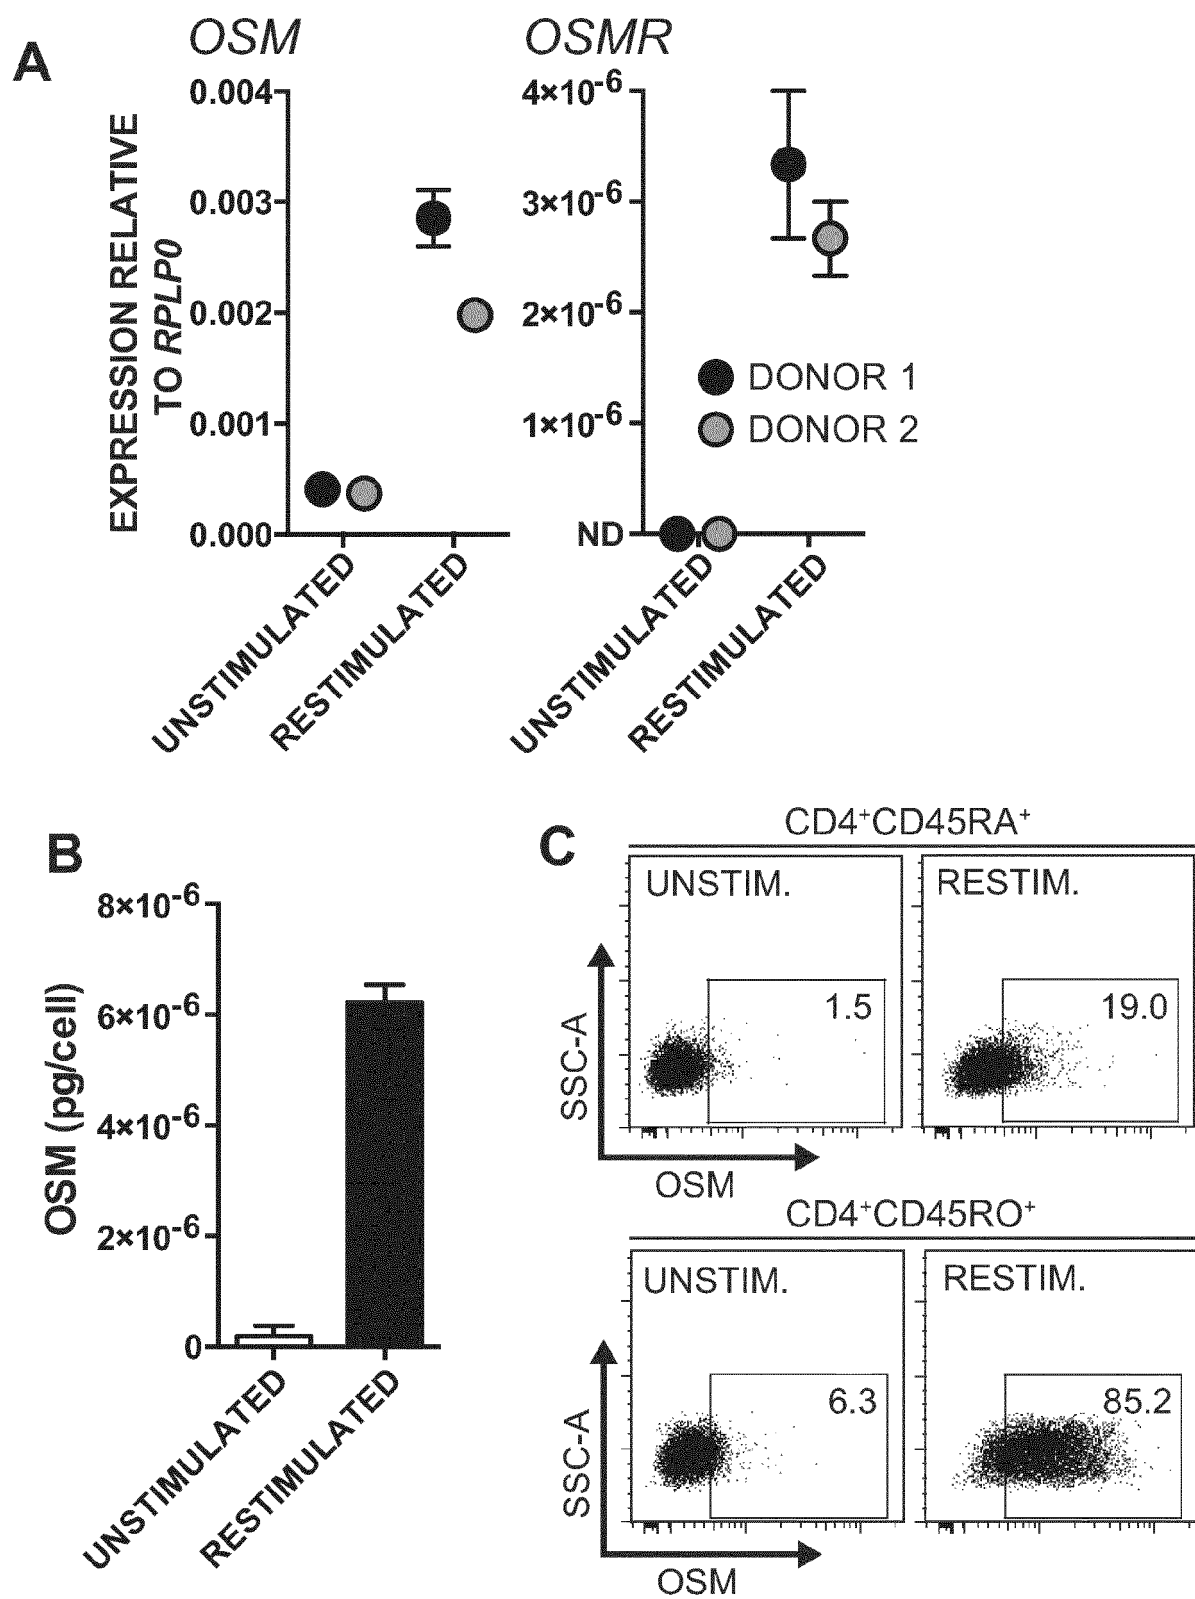 A
OSM
OSMR
EXPRESSION RELATIVE
TO RPLP0
0.004
0.003
0.002
0.001
0.000
4×10-6
3×10-6
2×10-6
1×10-6
ND
DONOR 1
DONOR 2
UNSTIMULATED
RESTIMULATED
UNSTIMULATED
RESTIMULATED
B
OSM (pg/cell)
8×10-6
6×10-6
4×10-6
2×10-6
0
UNSTIMULATED
RESTIMULATED
C
CD4+CD45RA+
UNSTIM.
RESTIM.
1.5
19.0
SSC-A
OSM
CD4+CD45RO+
UNSTIM.
RESTIM.
6.3
85.2
SSC-A
OSM